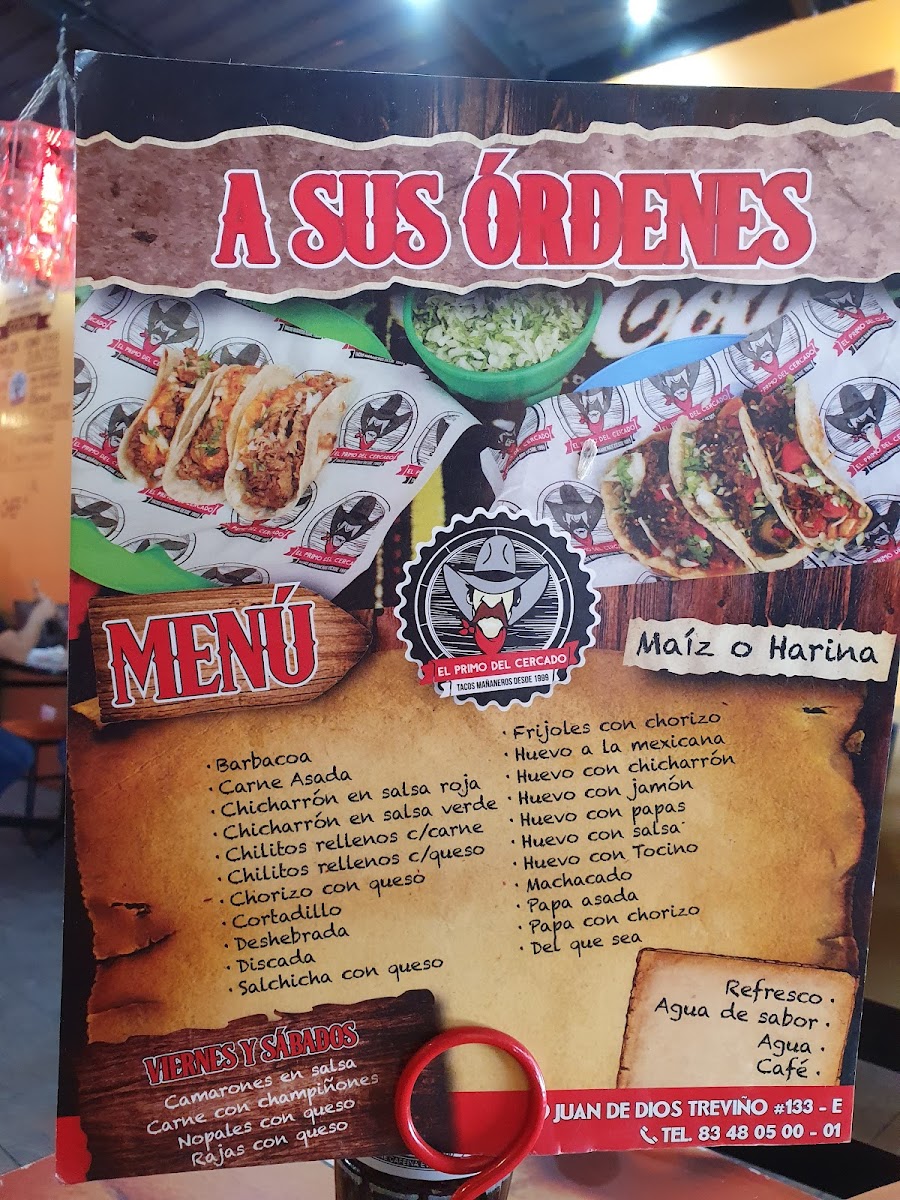 A SUS ÓRDENES
EL PRIMO DEL CERCADO
TACOS MAÑANEROS DESDE 1999
MENÚ
Maíz o Harina
· Barbacoa
· Carne Asada
· Chicharrón en salsa roja
· Chicharrón en salsa verde
· Chilitos rellenos c/carne
· Chilitos rellenos c/queso
· Chorizo con queso
· Cortadillo
· Deshebrada
· Discada
· Salchicha con queso
· Frijoles con chorizo
· Huevo a la mexicana
· Huevo con chicharrón
· Huevo con jamón
· Huevo con papas
· Huevo con salsa
· Huevo con Tocino
· Machacado
· Papa asada
· Papa con chorizo
· Del que sea
VIERNES Y SÁBADOS
Camarones en salsa
Carne con champiñones
Nopales con queso
Rajas con queso
Refresco ·
Agua de sabor ·
Agua ·
Café ·
JUAN DE DIOS TREVIÑO #133 - E
TEL. 83 48 05 00 - 01